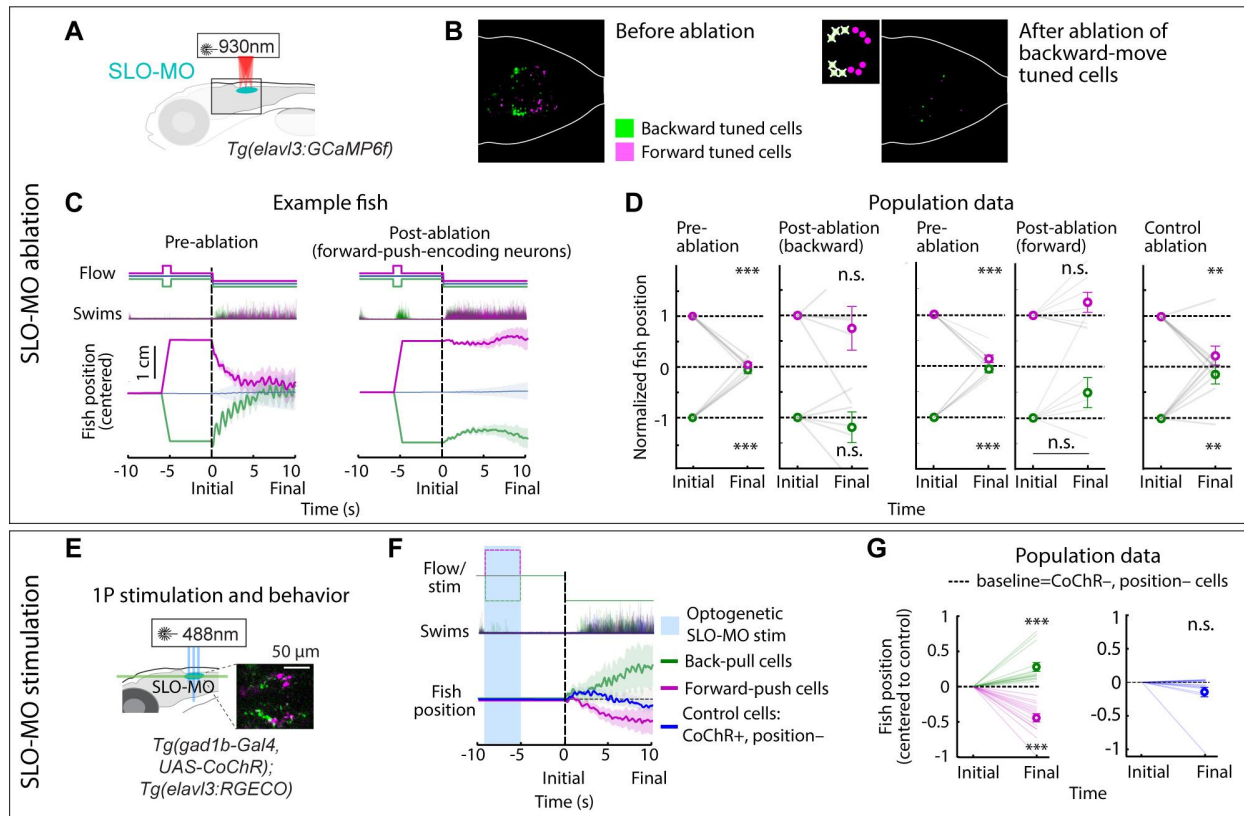 SLO-MO ablation
A
930nm
SLO-MO
Tg(elavl3:GCaMP6f)
B
Before ablation
Backward tuned cells
Forward tuned cells
After ablation of
backward-move
tuned cells
C
Example fish
Pre-ablation
Post-ablation
(forward-push-encoding neurons)
Flow
Swims
Fish position
(centered)
1 cm
-10 -5 0 5 10
Initial Final
-10 -5 0 5 10
Initial Final
Time (s)
D
Population data
Pre-
ablation
Post-ablation
(backward)
Pre-
ablation
Post-ablation
(forward)
Control
ablation
Normalized fish position
1
0
-1
***
***
n.s.
n.s.
***
***
n.s.
n.s.
**
**
Initial Final
Initial Final
Initial Final
Initial Final
Initial Final
Time
SLO-MO stimulation
E
1P stimulation and behavior
488nm
SLO-MO
50 µm
Tg(gad1b-Gal4,
UAS-CoChR);
Tg(elavl3:RGECO)
F
Flow/
stim
Swims
Fish
position
-10 -5 0 5 10
Initial Final
Time (s)
Optogenetic
SLO-MO stim
Back-pull cells
Forward-push cells
Control cells:
CoChR+, position–
G
Population data
baseline=CoChR–, position– cells
Fish position
(centered to control)
1
0.5
0
-0.5
-1
***
***
Initial Final
1
0.5
0
-0.5
-1
n.s.
Initial Final
Time